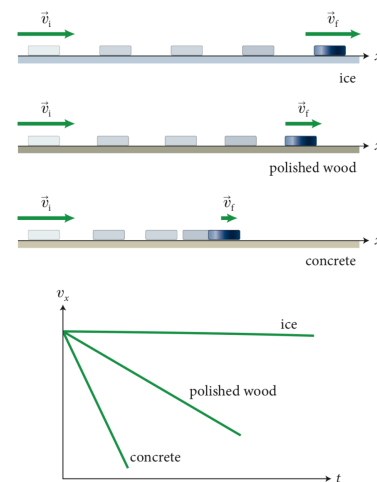 v⃗i
v⃗f
x
ice
v⃗i
v⃗f
x
polished wood
v⃗i
v⃗f
x
concrete
vx
ice
polished wood
concrete
t